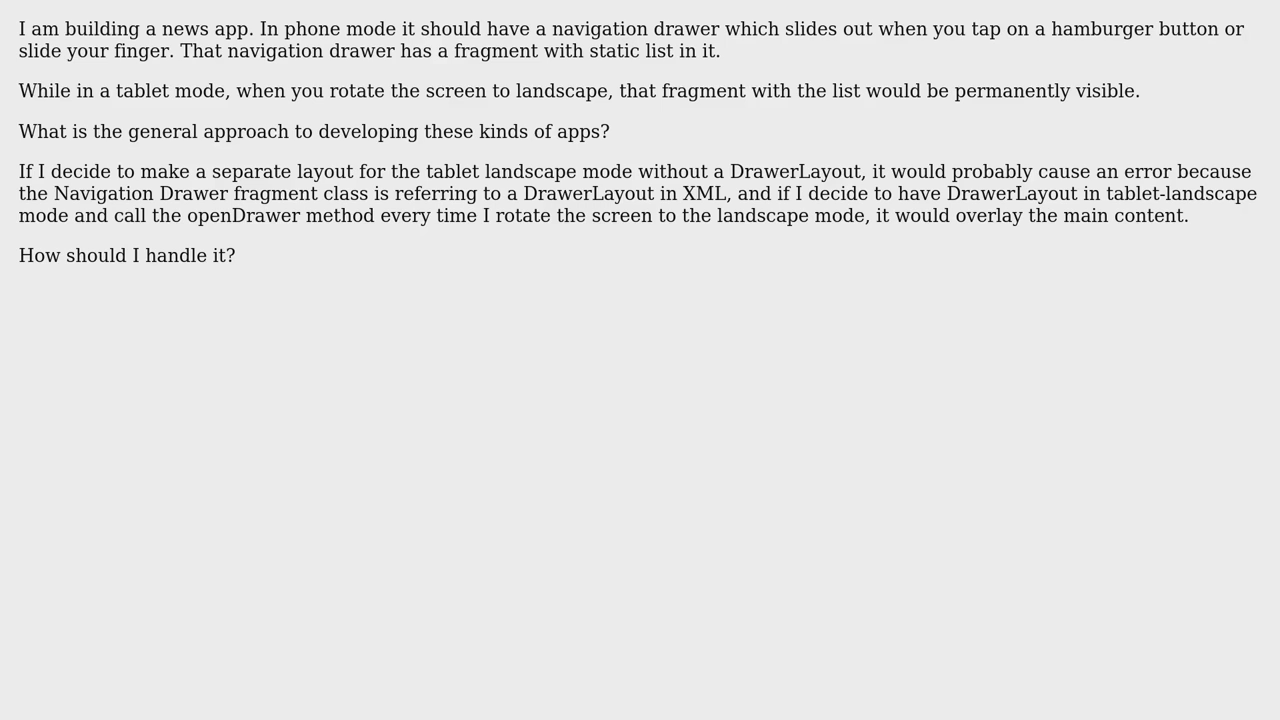 I am building a news app. In phone mode it should have a navigation drawer which slides out when you tap on a hamburger button or
slide your finger. That navigation drawer has a fragment with static list in it.
While in a tablet mode, when you rotate the screen to landscape, that fragment with the list would be permanently visible.
What is the general approach to developing these kinds of apps?
If I decide to make a separate layout for the tablet landscape mode without a DrawerLayout, it would probably cause an error because
the Navigation Drawer fragment class is referring to a DrawerLayout in XML, and if I decide to have DrawerLayout in tablet-landscape
mode and call the openDrawer method every time I rotate the screen to the landscape mode, it would overlay the main content.
How should I handle it?